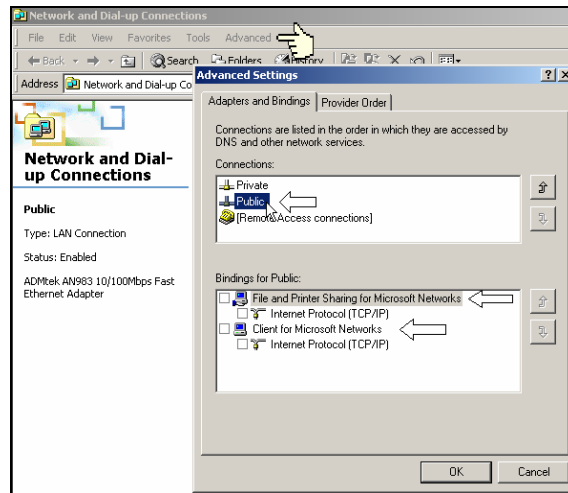 Network and Dial-up Connections
File Edit View Favorites Tools Advanced
Back Search Folders History
Address Network and Dial-up Co
Network and Dial-
up Connections
Public
Type: LAN Connection
Status: Enabled
ADMtek AN983 10/100Mbps Fast
Ethernet Adapter
Advanced Settings
Adapters and Bindings Provider Order
Connections are listed in the order in which they are accessed by
DNS and other network services.
Connections:
Private
Public
[Remote Access connections]
Bindings for Public:
File and Printer Sharing for Microsoft Networks
Internet Protocol (TCP/IP)
Client for Microsoft Networks
Internet Protocol (TCP/IP)
OK Cancel